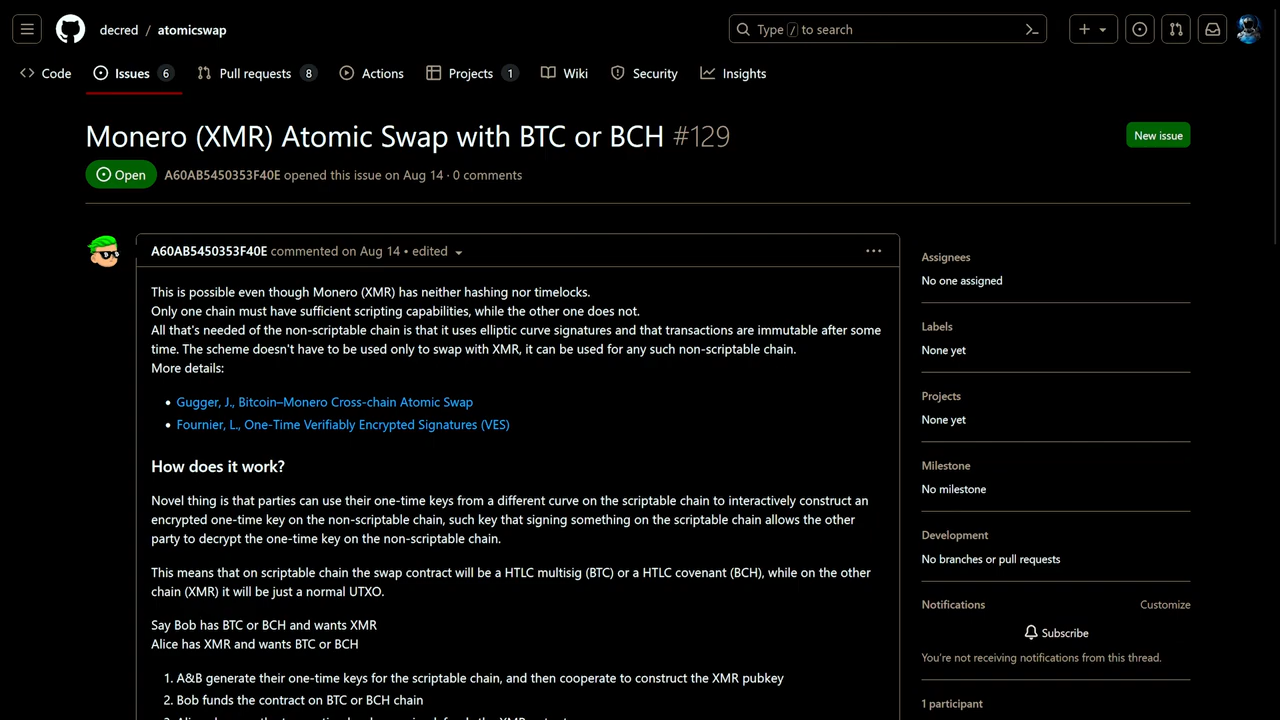 decred / atomicswap
Type / to search
Code
Issues 6
Pull requests 8
Actions
Projects 1
Wiki
Security
Insights
Monero (XMR) Atomic Swap with BTC or BCH #129
New issue
Open
A60AB5450353F40E opened this issue on Aug 14 · 0 comments
A60AB5450353F40E commented on Aug 14 • edited
This is possible even though Monero (XMR) has neither hashing nor timelocks.
Only one chain must have sufficient scripting capabilities, while the other one does not.
All that's needed of the non-scriptable chain is that it uses elliptic curve signatures and that transactions are immutable after some
time. The scheme doesn't have to be used only to swap with XMR, it can be used for any such non-scriptable chain.
More details:
• Gugger, J., Bitcoin–Monero Cross-chain Atomic Swap
• Fournier, L., One-Time Verifiably Encrypted Signatures (VES)
How does it work?
Novel thing is that parties can use their one-time keys from a different curve on the scriptable chain to interactively construct an
encrypted one-time key on the non-scriptable chain, such key that signing something on the scriptable chain allows the other
party to decrypt the one-time key on the non-scriptable chain.
This means that on scriptable chain the swap contract will be a HTLC multisig (BTC) or a HTLC covenant (BCH), while on the other
chain (XMR) it will be just a normal UTXO.
Say Bob has BTC or BCH and wants XMR
Alice has XMR and wants BTC or BCH
1. A&B generate their one-time keys for the scriptable chain, and then cooperate to construct the XMR pubkey
2. Bob funds the contract on BTC or BCH chain
Assignees
No one assigned
Labels
None yet
Projects
None yet
Milestone
No milestone
Development
No branches or pull requests
Notifications
Customize
Subscribe
You're not receiving notifications from this thread.
1 participant